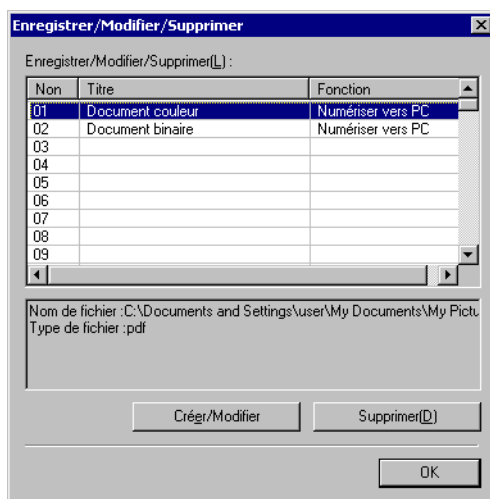 Enregistrer/Modifier/Supprimer
Enregistrer/Modifier/Supprimer(L) :
Non Titre Fonction
01 Document couleur Numériser vers PC
02 Document binaire Numériser vers PC
03
04
05
06
07
08
09
Nom de fichier :C:\Documents and Settings\user\My Documents\My Pictu
Type de fichier :pdf
Créer/Modifier Supprimer(D)
OK